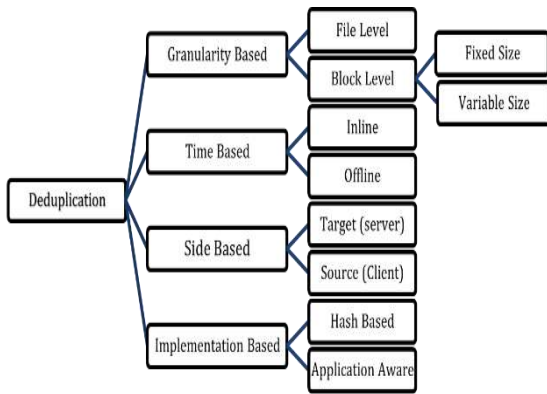 Deduplication
Granularity Based
File Level
Block Level
Fixed Size
Variable Size
Time Based
Inline
Offline
Side Based
Target (server)
Source (Client)
Implementation Based
Hash Based
Application Aware